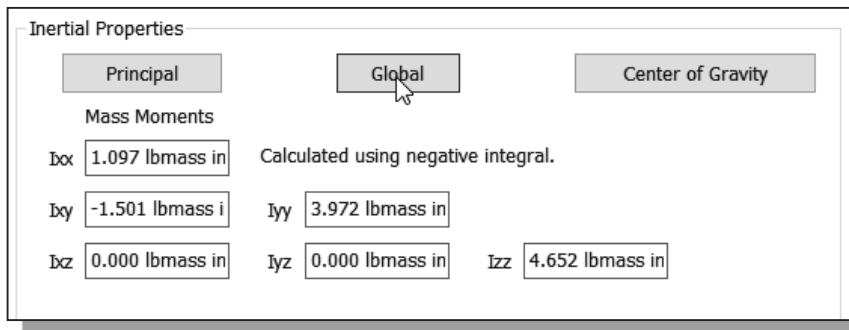 Inertial Properties
Principal Global Center of Gravity
Mass Moments
Ixx 1.097 lbmass in Calculated using negative integral.
Ixy -1.501 lbmass i Iyy 3.972 lbmass in
Ixz 0.000 lbmass in Iyz 0.000 lbmass in Izz 4.652 lbmass in